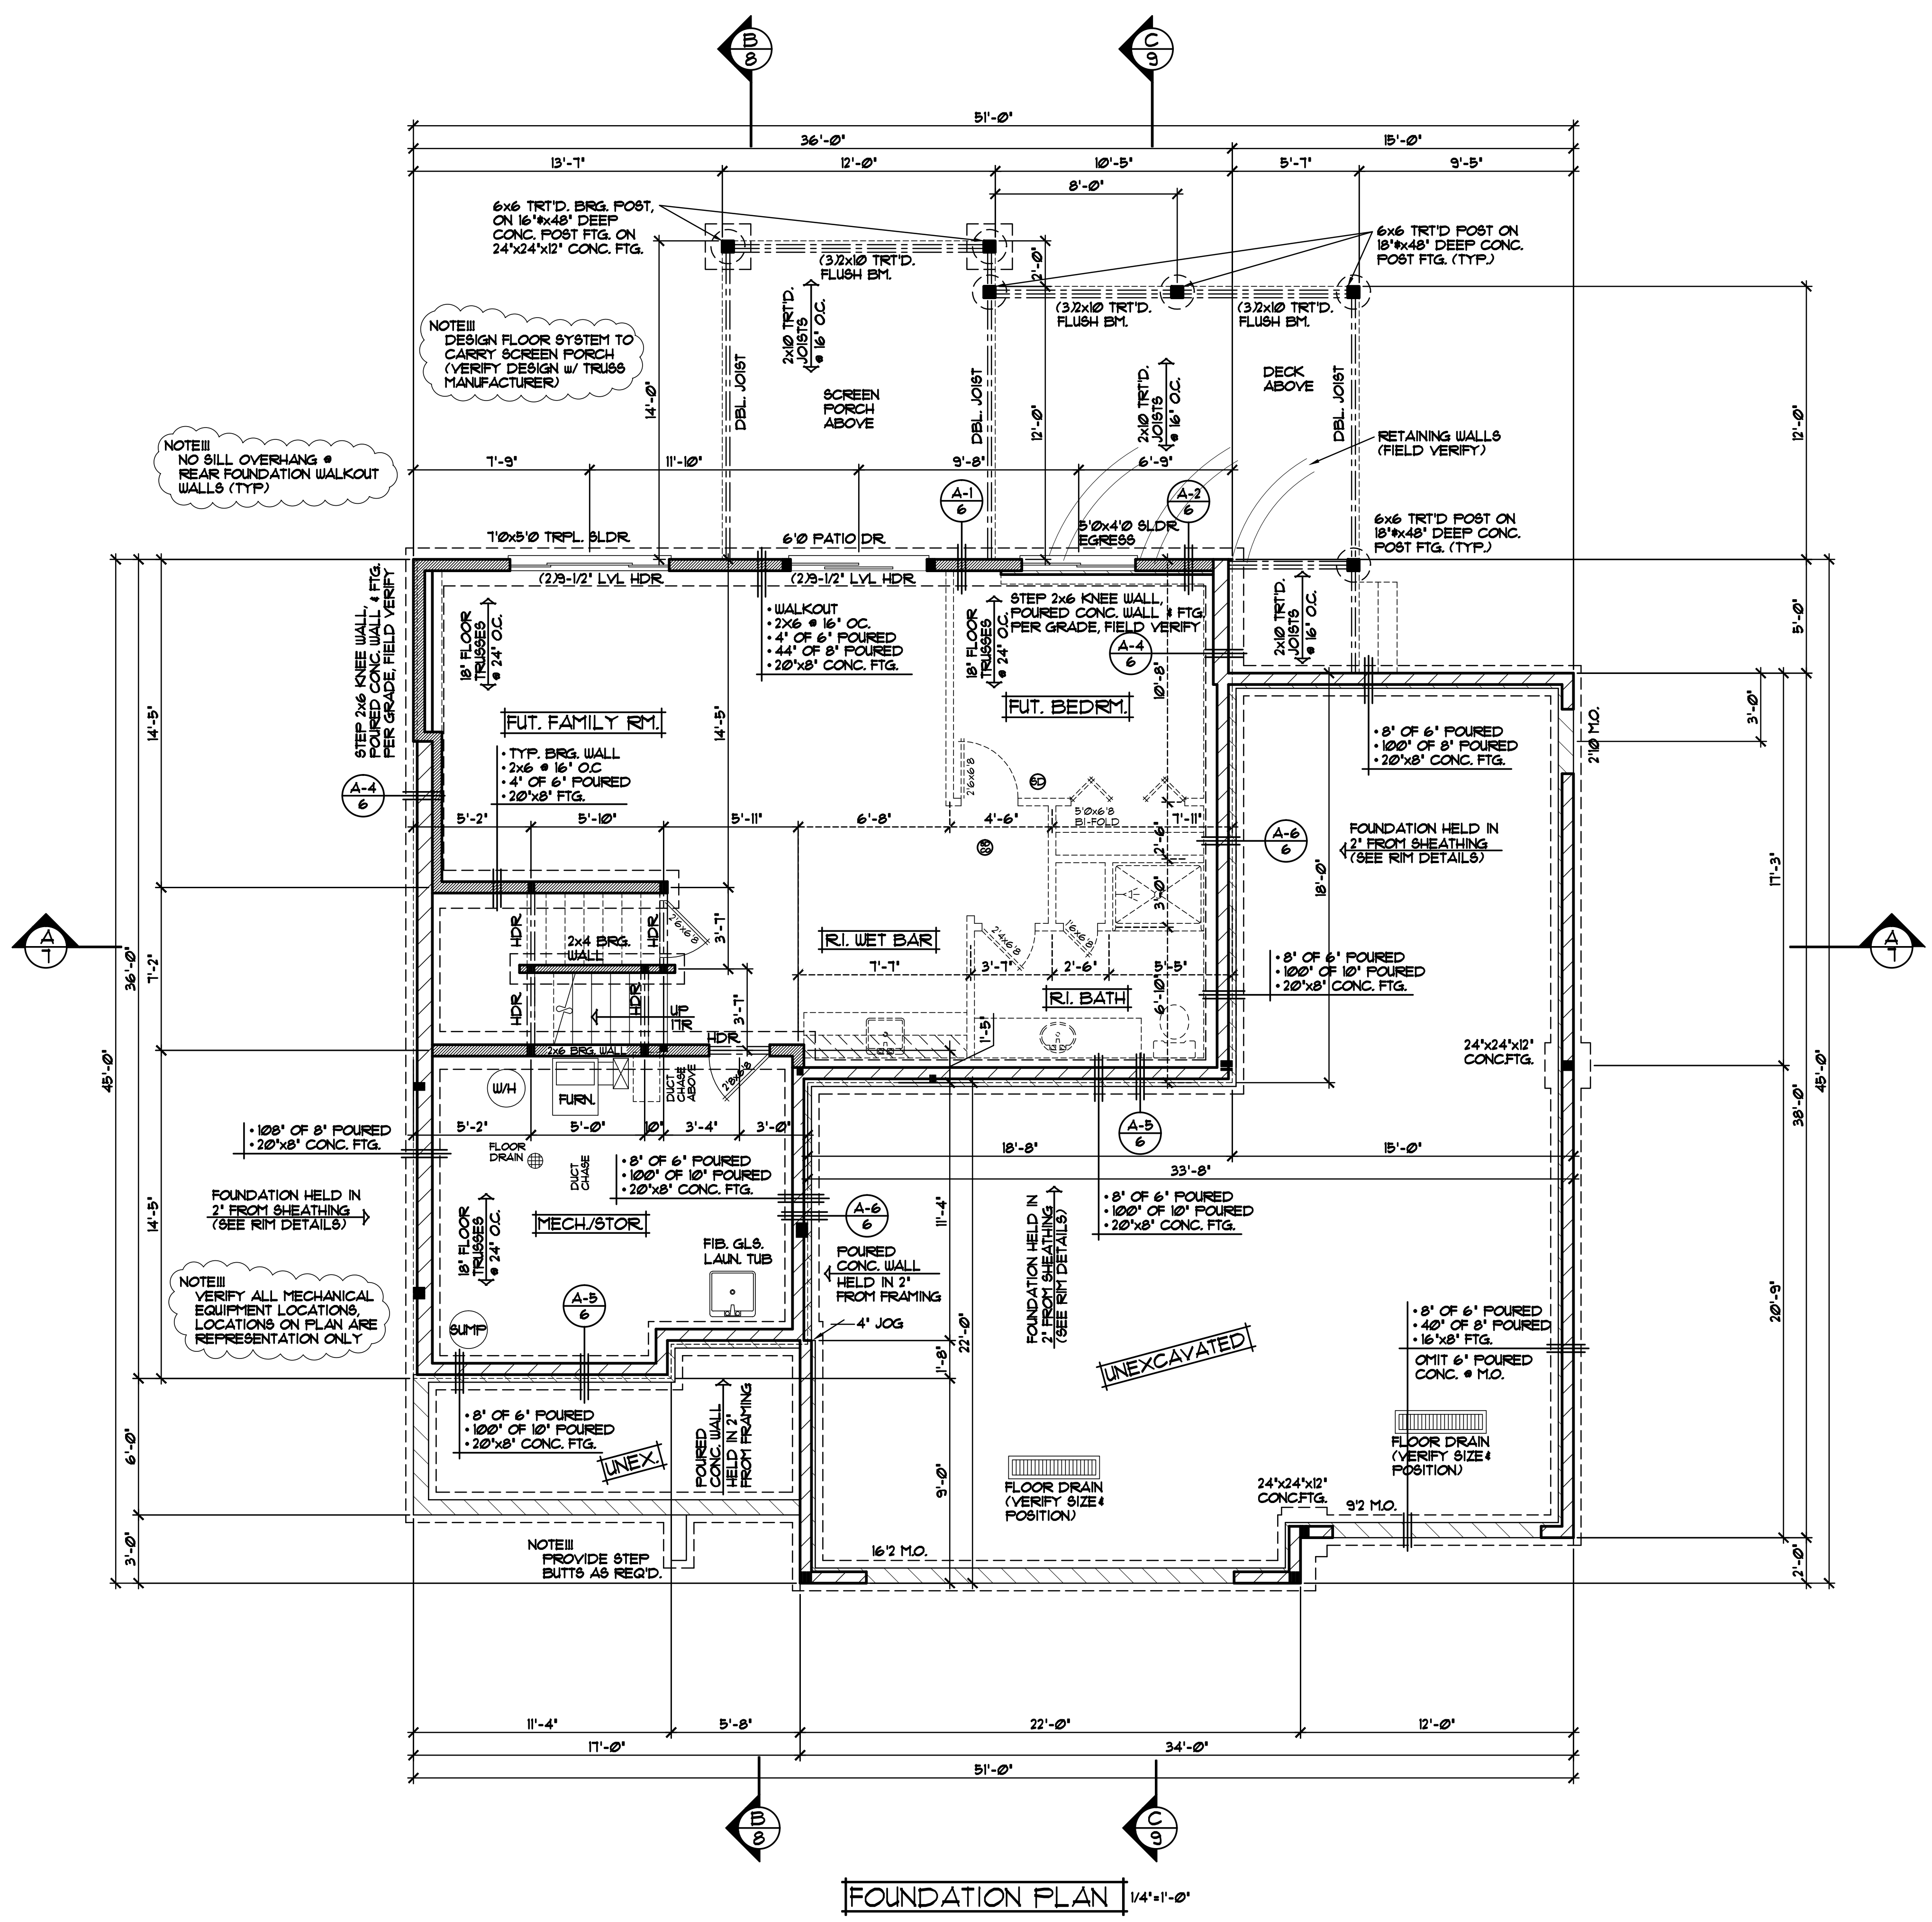 B
8
C
9
51'-0"
36'-0"
15'-0"
13'-7"
12'-0"
10'-5"
5'-7"
9'-5"
8'-0"
6x6 TRT'D. BRG. POST,
ON 16"ØX48" DEEP
CONC. POST FTG. ON
24"x24"x12" CONC. FTG.
6x6 TRT'D POST ON
18"Øx48" DEEP CONC.
POST FTG. (TYP.)
(3)2x10 TRT'D.
FLUSH BM.
2'-0"
(3)2x10 TRT'D.
FLUSH BM.
(3)2x10 TRT'D.
FLUSH BM.
2x10 TRT'D.
JOISTS
@ 16" O.C.
NOTE!!!
DESIGN FLOOR SYSTEM TO
CARRY SCREEN PORCH
(VERIFY DESIGN w/ TRUSS
MANUFACTURER)
14'-0"
DBL. JOIST
SCREEN
PORCH
ABOVE
DBL. JOIST
12'-0"
2x10 TRT'D.
JOISTS
@ 16" O.C.
DECK
ABOVE
DBL. JOIST
12'-0"
RETAINING WALLS
(FIELD VERIFY)
NOTE!!!
NO SILL OVERHANG @
REAR FOUNDATION WALKOUT
WALLS (TYP)
7'-9"
11'-10"
9'-8"
6'-9"
A-1
6
A-2
6
7'0x5'0 TRPL. SLDR.
6'0 PATIO DR.
5'0x4'0 SLDR.
EGRESS
6x6 TRT'D POST ON
18"Øx48" DEEP CONC.
POST FTG. (TYP.)
(2)9-1/2" LVL HDR.
(2)9-1/2" LVL HDR.
STEP 2x6 KNEE WALL,
POURED CONC. WALL & FTG.
PER GRADE, FIELD VERIFY
18" FLOOR
TRUSSES
@ 24" O.C.
• WALKOUT
• 2X6 @ 16" OC.
• 4" OF 6" POURED
• 44" OF 8" POURED
• 20"x8" CONC. FTG.
18" FLOOR
TRUSSES
@ 24" O.C.
STEP 2x6 KNEE WALL,
POURED CONC. WALL & FTG.
PER GRADE, FIELD VERIFY
A-4
6
10'-8"
2x10 TRT'D.
JOISTS
@ 16" O.C.
5'-0"
14'-5"
FUT. FAMILY RM.
14'-5"
FUT. BEDRM.
3'-0"
2'10 M.O.
• 8" OF 6" POURED
• 100" OF 8" POURED
• 20"x8" CONC. FTG.
• TYP. BRG. WALL
• 2x6 @ 16" O.C
• 4" OF 6" POURED
• 20"x8" FTG.
A-4
6
2'6x6'8
SD
5'0x6'8
BI-FOLD
5'-2"
5'-10"
5'-11"
6'-8"
4'-6"
7'-11"
2'-6"
A-6
6
FOUNDATION HELD IN
2" FROM SHEATHING
(SEE RIM DETAILS)
18'-0"
17'-3"
3'-0"
36'-0"
7'-2"
A
7
A
7
HDR
HDR
2x4 BRG.
WALL
2'6x6'8
3'-7"
R.I. WET BAR
2'4x6'8
1'6x6'8
7'-7"
3'-7"
2'-6"
5'-5"
R.I. BATH
6'-10"
• 8" OF 6" POURED
• 100" OF 10" POURED
• 20"x8" CONC. FTG.
HDR
HDR
UP
3'-7"
HDR
1'-5"
2x6 BRG. WALL
24"x24"x12"
CONC.FTG.
45'-0"
45'-0"
38'-0"
W/H
FURN.
DUCT
CHASE
ABOVE
2'8x6'8
• 108" OF 8" POURED
• 20"x8" CONC. FTG.
5'-2"
5'-0"
10"
3'-4"
3'-0"
A-5
6
FLOOR
DRAIN
DUCT
CHASE
18'-8"
15'-0"
33'-8"
• 8" OF 6" POURED
• 100" OF 10" POURED
• 20"x8" CONC. FTG.
FOUNDATION HELD IN
2" FROM SHEATHING
(SEE RIM DETAILS)
14'-5"
18" FLOOR
TRUSSES
@ 24" O.C.
MECH./STOR.
A-6
6
11'-4"
FOUNDATION HELD IN
2" FROM SHEATHING
(SEE RIM DETAILS)
• 8" OF 6" POURED
• 100" OF 10" POURED
• 20"x8" CONC. FTG.
FIB. GLS.
LAUN. TUB
POURED
CONC. WALL
HELD IN 2"
FROM FRAMING
NOTE!!!
VERIFY ALL MECHANICAL
EQUIPMENT LOCATIONS,
LOCATIONS ON PLAN ARE
REPRESENTATION ONLY
A-5
6
SUMP
4" JOG
22'-0"
1'-8"
20'-9"
• 8" OF 6" POURED
• 40" OF 8" POURED
• 16"x8" FTG.
OMIT 6" POURED
CONC. @ M.O.
UNEXCAVATED
• 8" OF 6" POURED
• 100" OF 10" POURED
• 20"x8" CONC. FTG.
UNEX.
POURED
CONC. WALL
HELD IN 2"
FROM FRAMING
6'-0"
9'-0"
FLOOR DRAIN
(VERIFY SIZE &
POSITION)
FLOOR DRAIN
(VERIFY SIZE &
POSITION)
24"x24"x12"
CONC.FTG.
9'2 M.O.
3'-0"
NOTE!!!
PROVIDE STEP
BUTTS AS REQ'D.
16'2 M.O.
2'-0"
11'-4"
5'-8"
22'-0"
12'-0"
17'-0"
34'-0"
51'-0"
B
8
C
9
FOUNDATION PLAN
1/4"=1'-0"